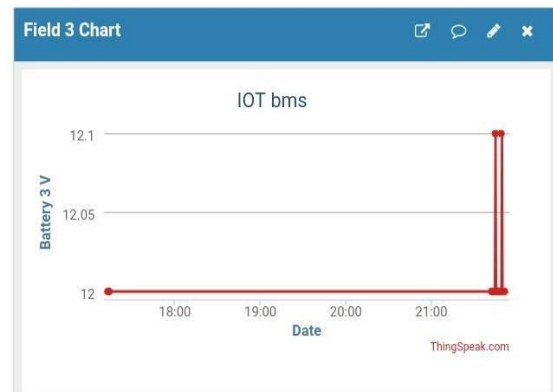 Field 3 Chart
IOT bms
12.1
12.05
12
Battery 3 V
18:00 19:00 20:00 21:00
Date
ThingSpeak.com